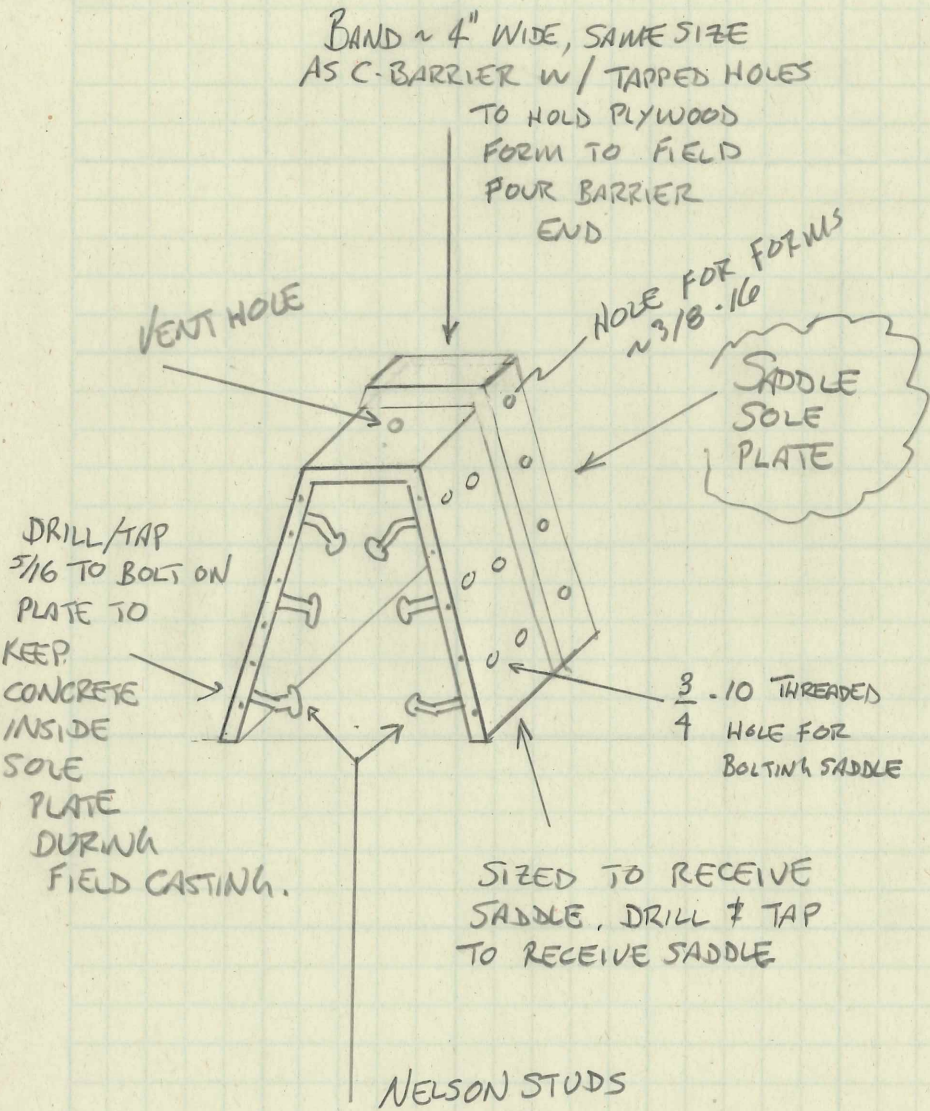 BAND ~ 4" WIDE, SAME SIZE
AS C-BARRIER W/ TAPPED HOLES
TO HOLD PLYWOOD
FORM TO FIELD
POUR BARRIER
END
HOLE FOR FORMS
~3/8-16
VENT HOLE
SADDLE
SOLE
PLATE
DRILL/TAP
5/16 TO BOLT ON
PLATE TO
KEEP
CONCRETE
INSIDE
SOLE
PLATE
DURING
FIELD CASTING.
3/4 - 10 THREADED
HOLE FOR
BOLTING SADDLE
SIZED TO RECEIVE
SADDLE. DRILL & TAP
TO RECEIVE SADDLE
NELSON STUDS